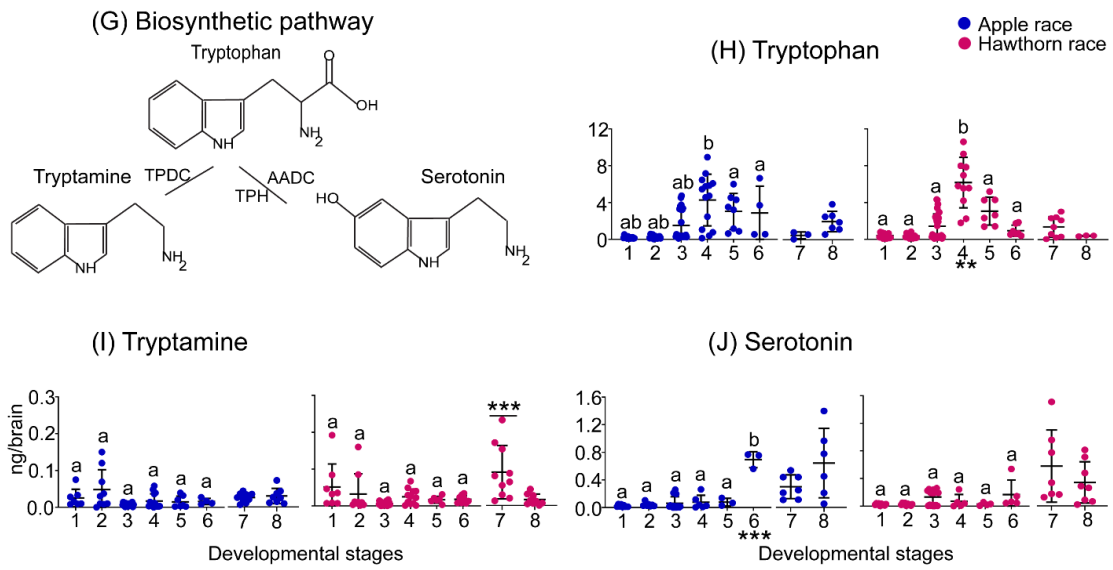 (G) Biosynthetic pathway
Tryptophan
O
OH
NH2
NH
Tryptamine
TPDC
AADC
TPH
Serotonin
NH2
NH
HO
NH2
NH
Apple race
Hawthorn race
(H) Tryptophan
12
8
4
0
ab ab ab b a a
a a a b a a
1 2 3 4 5 6 7 8
1 2 3 4 5 6 7 8
**
(I) Tryptamine
ng/brain
0.3
0.2
0.1
0.0
a a a a a a
a a a a a a
***
1 2 3 4 5 6 7 8
1 2 3 4 5 6 7 8
Developmental stages
(J) Serotonin
1.6
1.2
0.8
0.4
0.0
a a a a a b
a a a a a a
1 2 3 4 5 6 7 8
1 2 3 4 5 6 7 8
***
Developmental stages